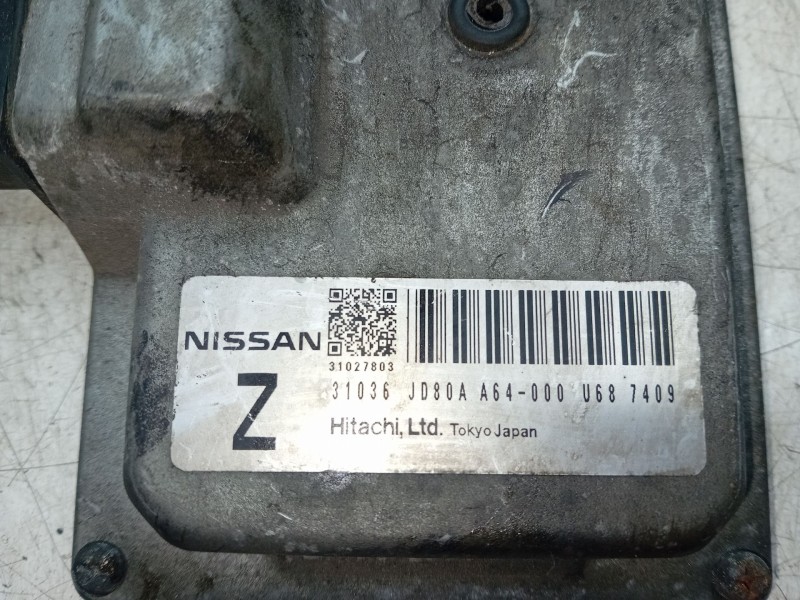 NISSAN
31027803
Z
31036 JD80A A64-000 U68 7409
Hitachi, Ltd. Tokyo Japan